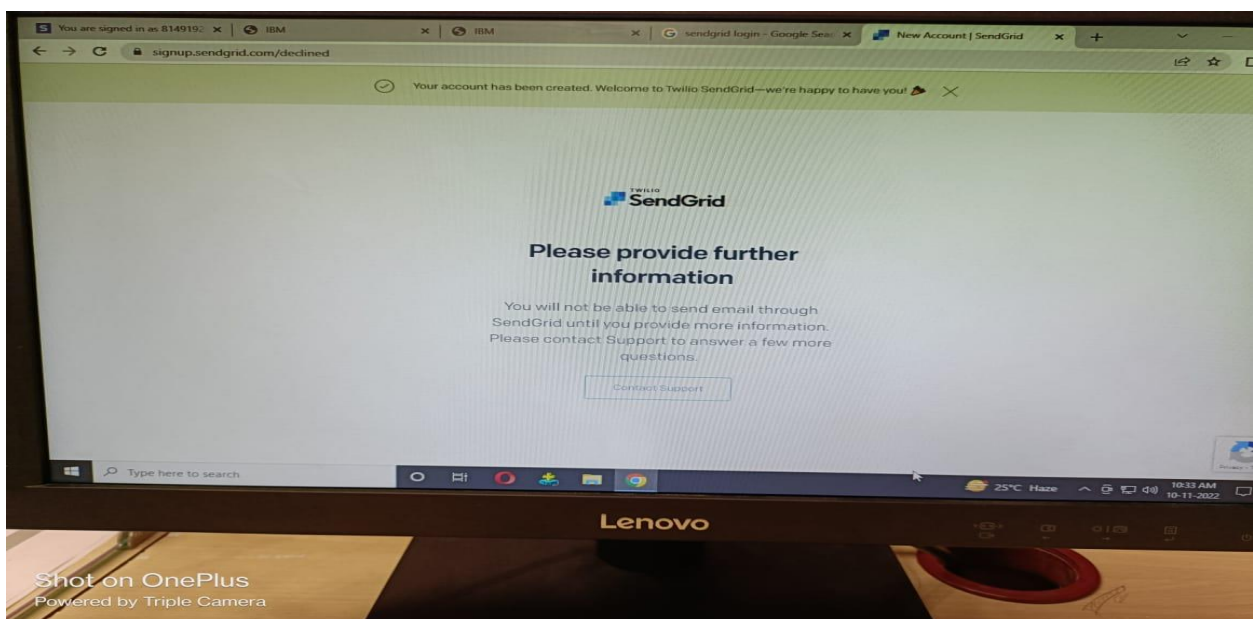 You are signed in as 8149192
IBM
IBM
sendgrid login - Google Sea
New Account | SendGrid
signup.sendgrid.com/declined
Your account has been created. Welcome to Twilio SendGrid—we're happy to have you!
TWILIO
SendGrid
Please provide further
information
You will not be able to send email through
SendGrid until you provide more information.
Please contact Support to answer a few more
questions.
Contact Support
Type here to search
25°C Haze
10:33 AM
10-11-2022
Lenovo
Shot on OnePlus
Powered by Triple Camera